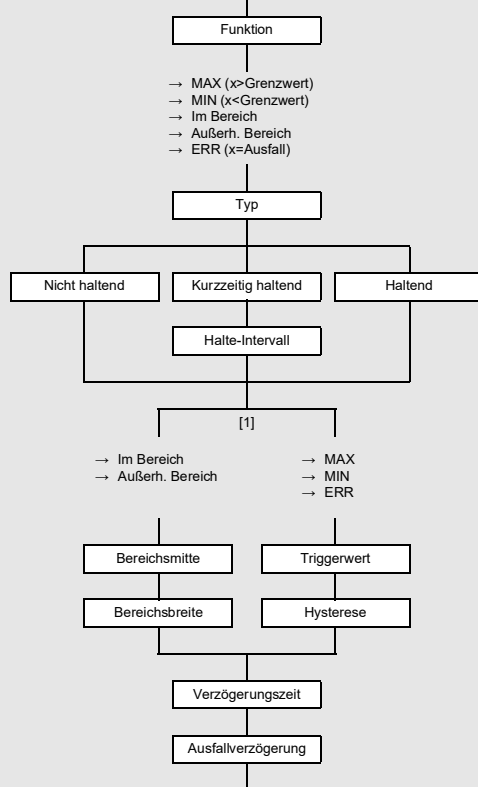 Funktion
→ MAX (x>Grenzwert)
→ MIN (x<Grenzwert)
→ Im Bereich
→ Außerh. Bereich
→ ERR (x=Ausfall)
Typ
Nicht haltend
Kurzzeitig haltend
Haltend
Halte-Intervall
[1]
→ Im Bereich
→ Außerh. Bereich
→ MAX
→ MIN
→ ERR
Bereichsmitte
Triggerwert
Bereichsbreite
Hysterese
Verzögerungszeit
Ausfallverzögerung